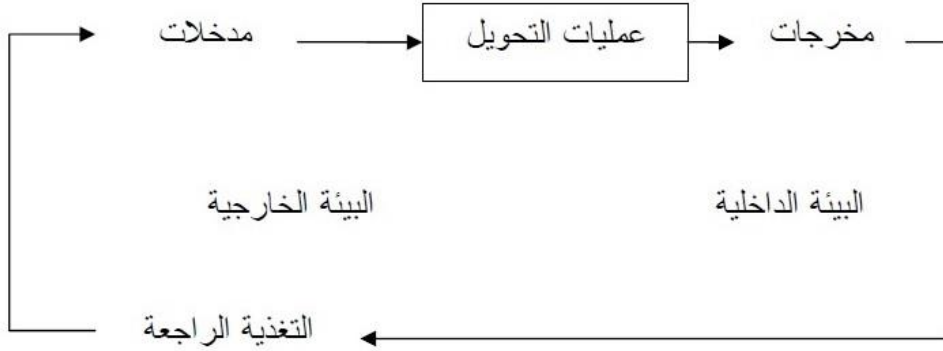 مدخلات
عمليات التحويل
مخرجات
البيئة الخارجية
البيئة الداخلية
التغذية الراجعة